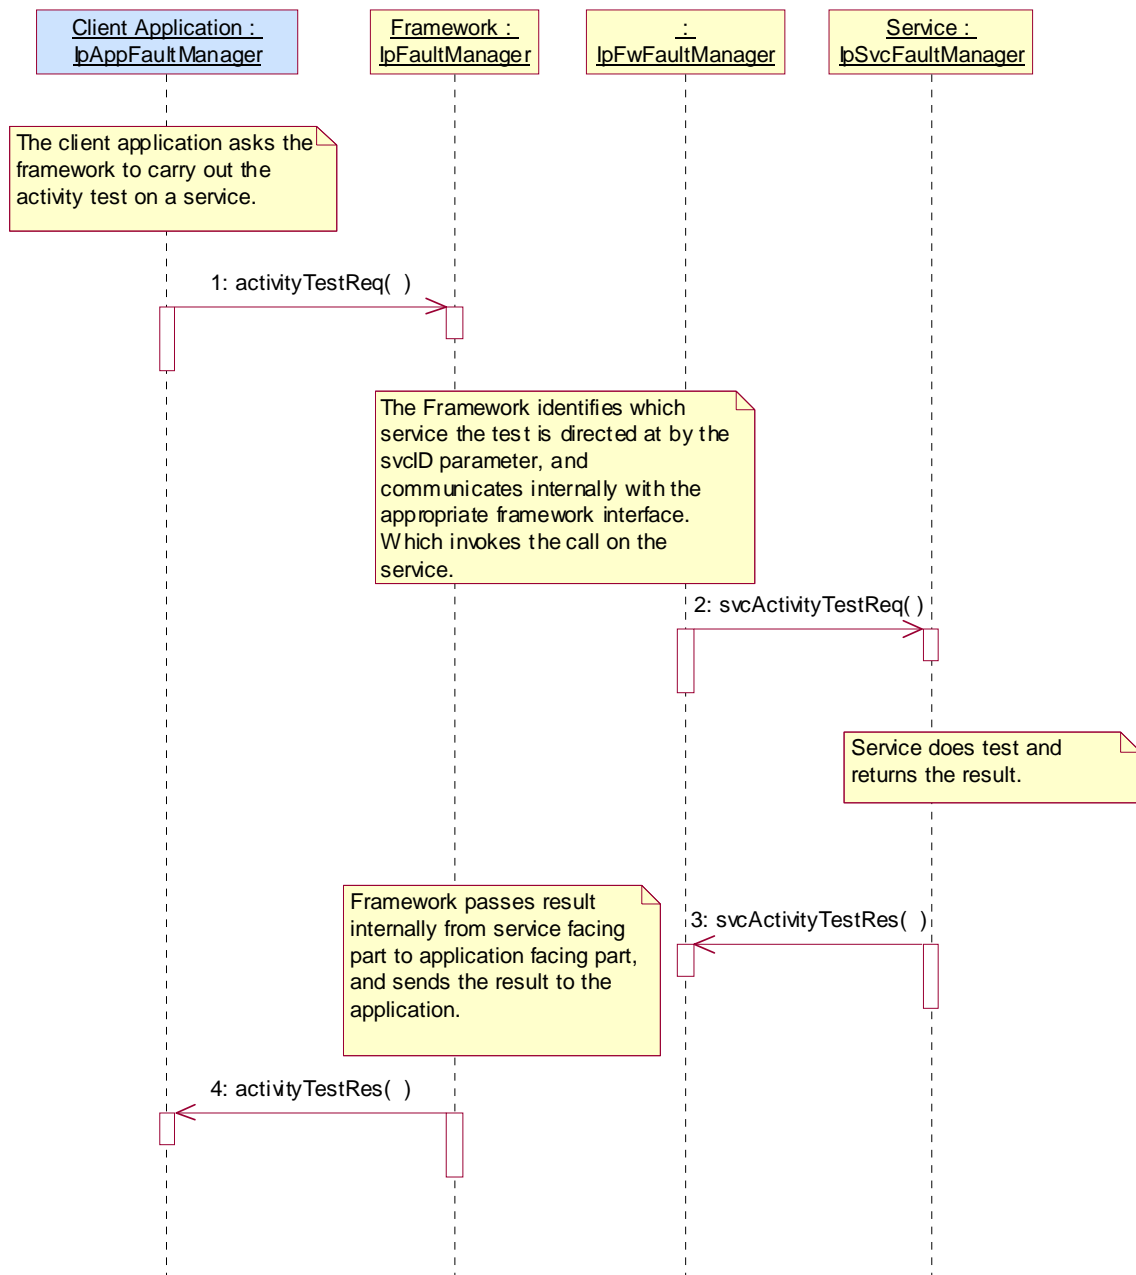 Client Application :
IpAppFaultManager
Framework :
IpFaultManager
:
IpFwFaultManager
Service :
IpSvcFaultManager
The client application asks the
framework to carry out the
activity test on a service.
1: activityTestReq( )
The Framework identifies which
service the test is directed at by the
svcID parameter, and
communicates internally with the
appropriate framework interface.
Which invokes the call on the
service.
2: svcActivityTestReq( )
Service does test and
returns the result.
Framework passes result
internally from service facing
part to application facing part,
and sends the result to the
application.
3: svcActivityTestRes( )
4: activityTestRes( )